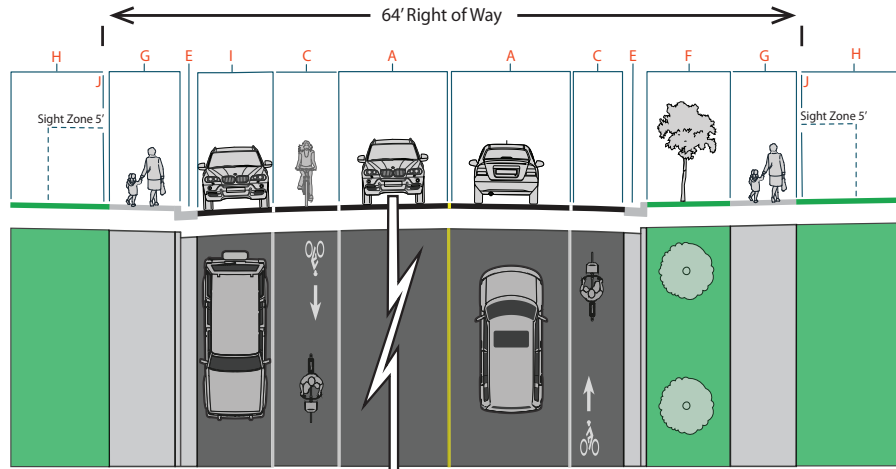 64' Right of Way
H G E I C A A C E F G H
J J
Sight Zone 5' Sight Zone 5'